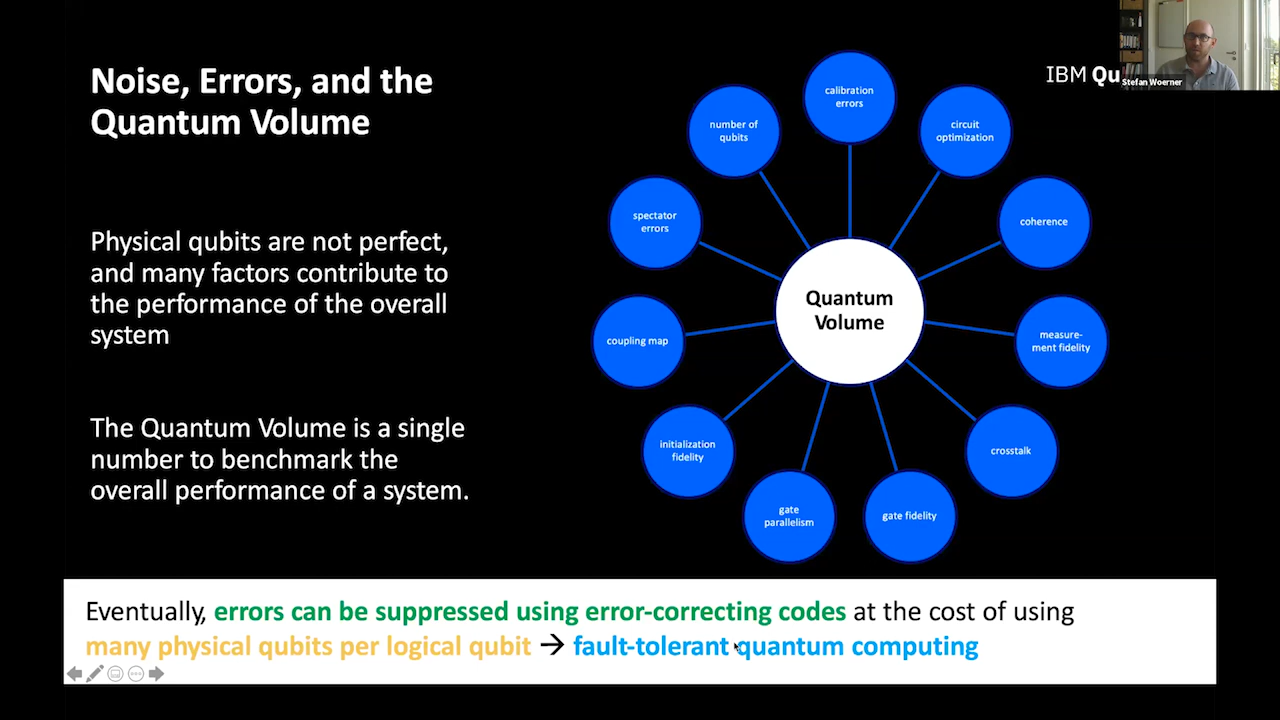 Noise, Errors, and the
Quantum Volume
IBM Qu
Stefan Woerner
Physical qubits are not perfect,
and many factors contribute to
the performance of the overall
system
The Quantum Volume is a single
number to benchmark the
overall performance of a system.
Quantum
Volume
calibration
errors
circuit
optimization
coherence
measure-
ment fidelity
crosstalk
gate fidelity
gate
parallelism
initialization
fidelity
coupling map
spectator
errors
number of
qubits
Eventually, errors can be suppressed using error-correcting codes at the cost of using
many physical qubits per logical qubit → fault-tolerant quantum computing